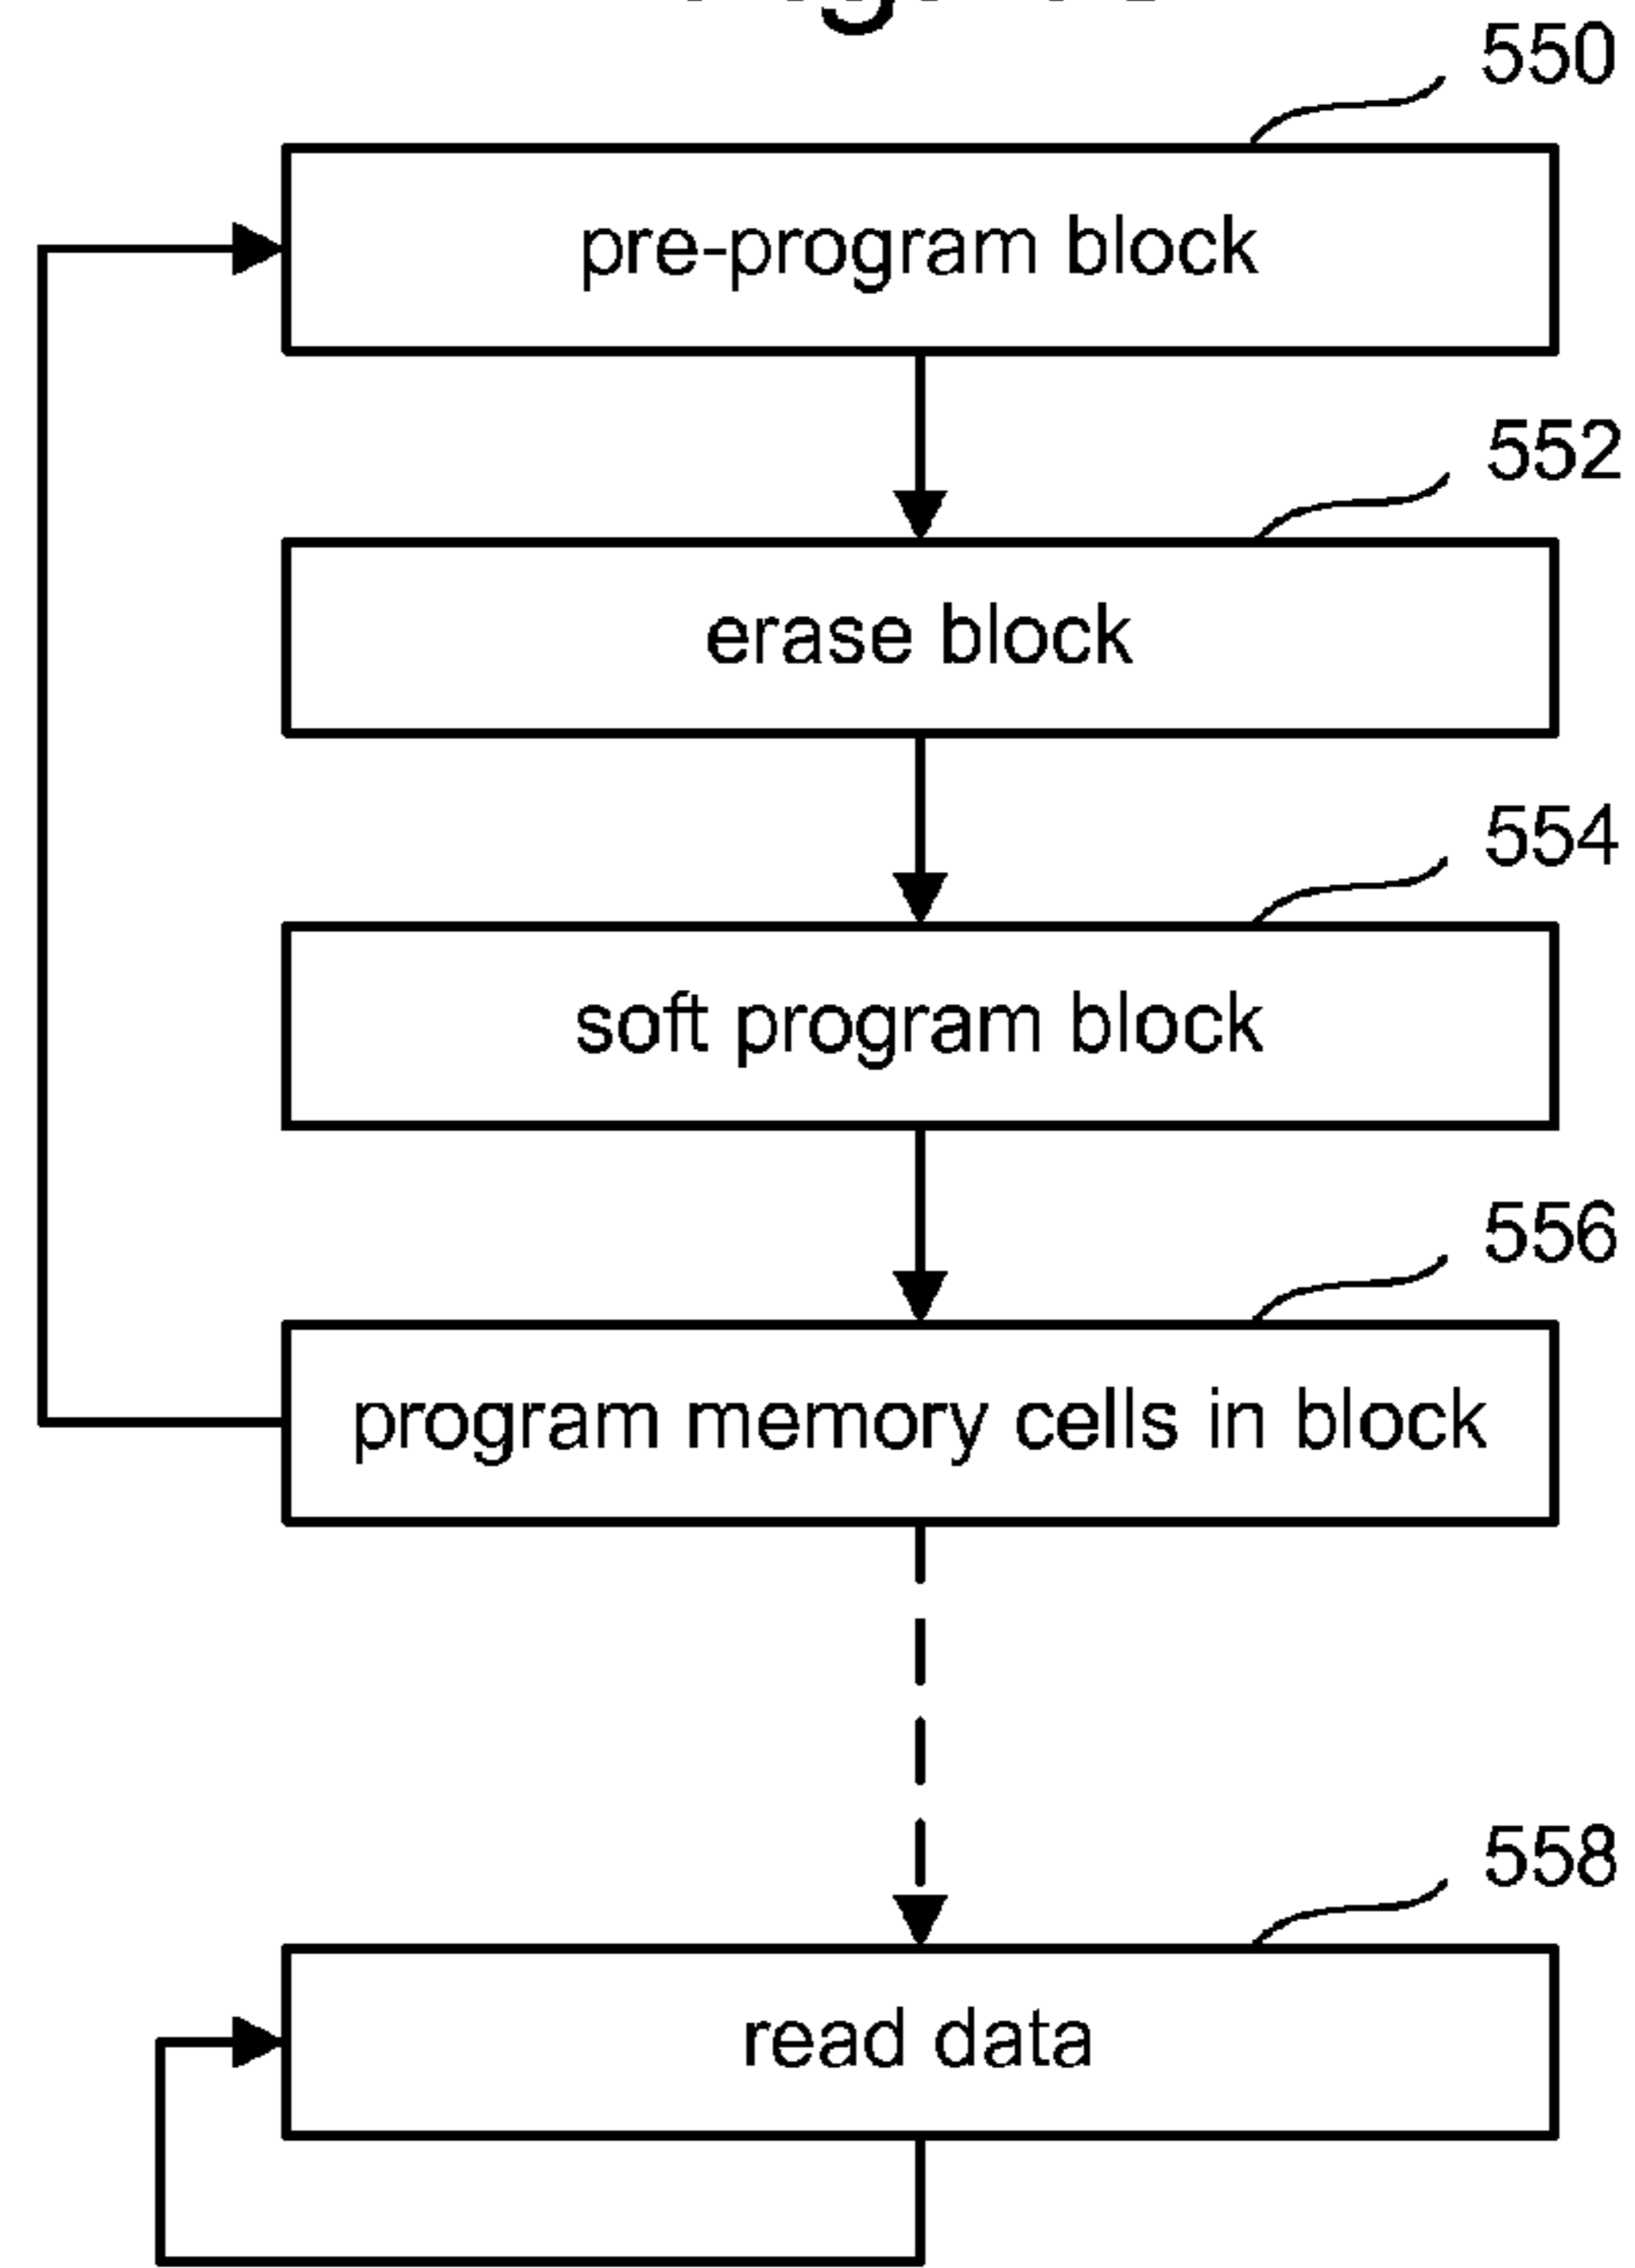 550
pre-program block
552
erase block
554
soft program block
556
program memory cells in block
558
read data